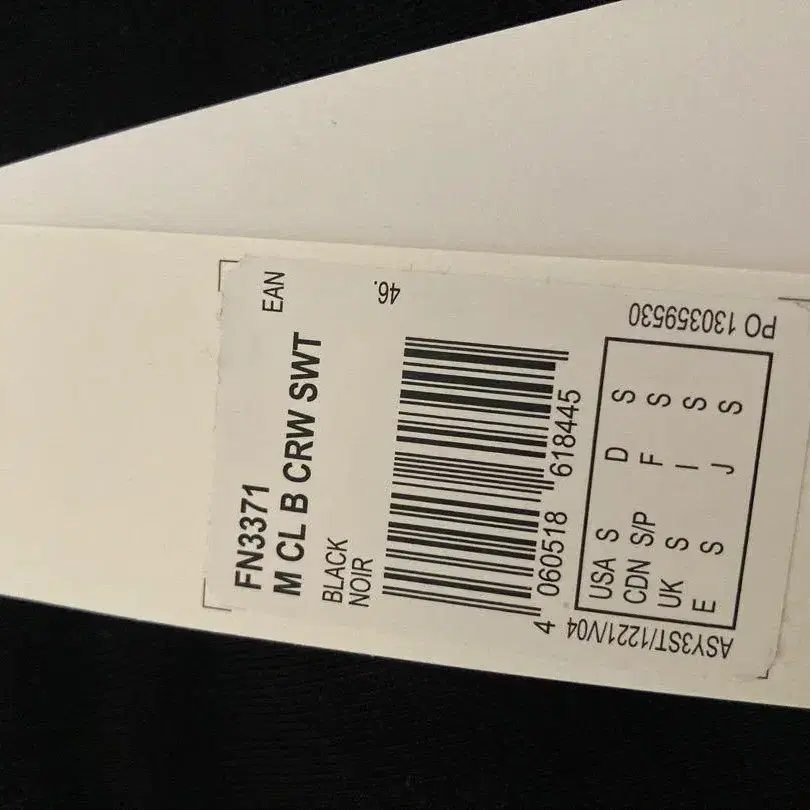 FN3371 EAN
M CL B CRW SWT
BLACK
NOIR
46.
4 060518 618445
USA S D S
CDN S/P F S
UK S I S
E S J S
ASY3ST/1221/V04
PO 130359530